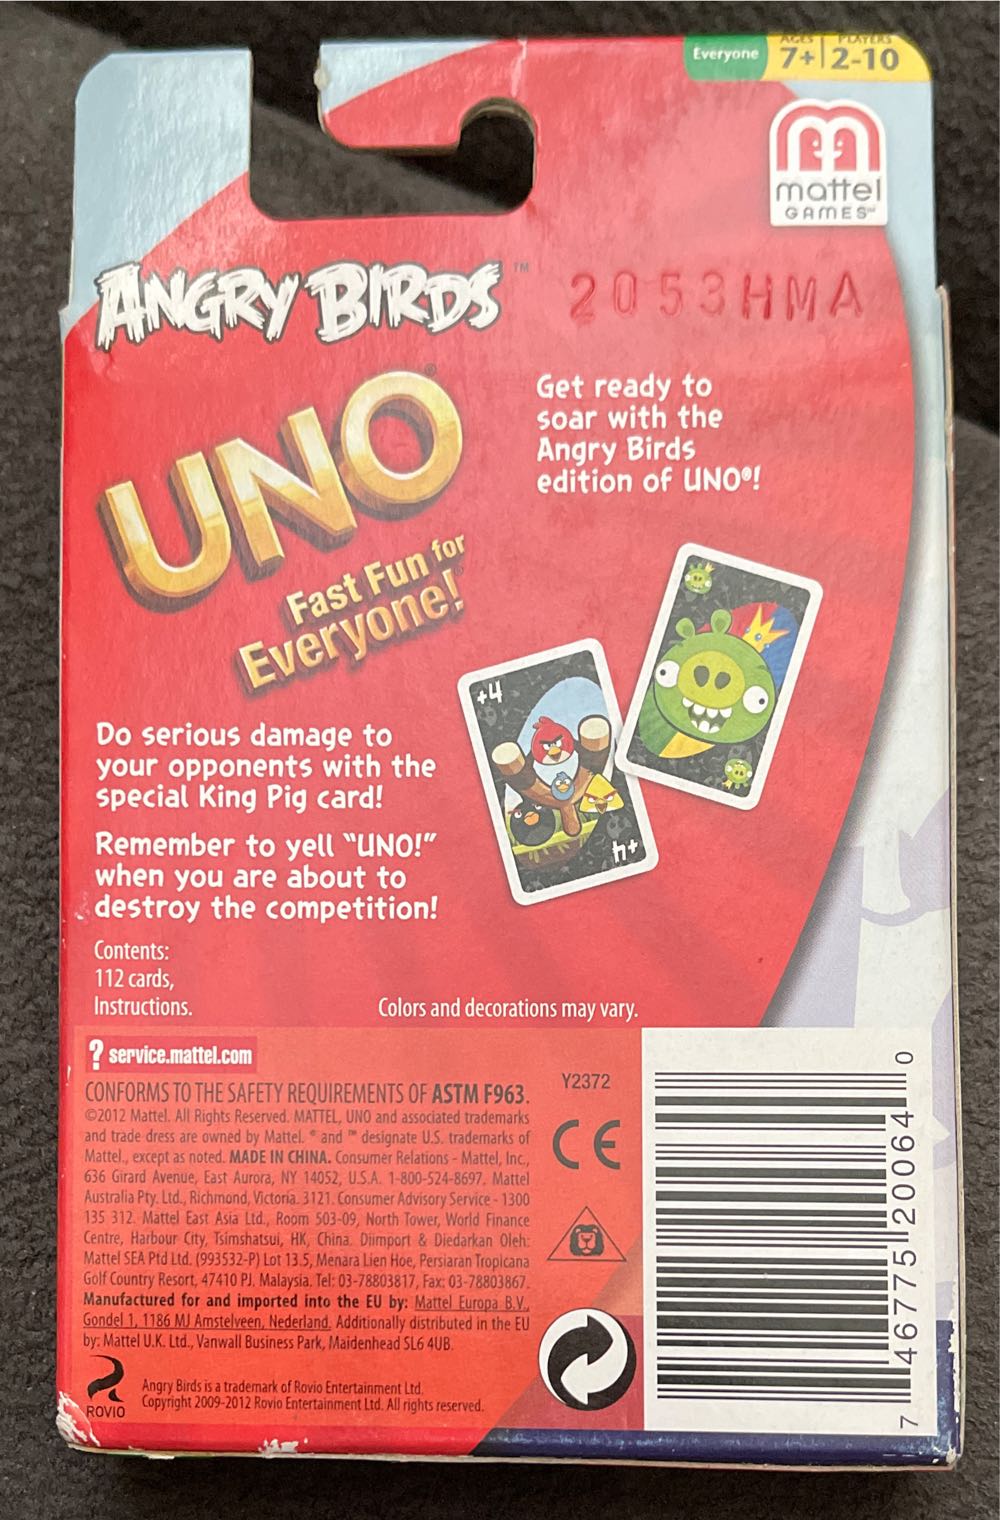 Everyone
AGES
7+
PLAYERS
2-10
mattel
GAMES™
ANGRY BIRDS™
2053HMA
UNO®
Fast Fun for
Everyone!
Get ready to
soar with the
Angry Birds
edition of UNO®!
+4
+4
Do serious damage to
your opponents with the
special King Pig card!
Remember to yell "UNO!"
when you are about to
destroy the competition!
Contents:
112 cards,
Instructions.
Colors and decorations may vary.
? service.mattel.com
CONFORMS TO THE SAFETY REQUIREMENTS OF ASTM F963.
©2012 Mattel. All Rights Reserved. MATTEL, UNO and associated trademarks
and trade dress are owned by Mattel. ® and ™ designate U.S. trademarks of
Mattel., except as noted. MADE IN CHINA. Consumer Relations - Mattel, Inc.,
636 Girard Avenue, East Aurora, NY 14052, U.S.A. 1-800-524-8697. Mattel
Australia Pty. Ltd., Richmond, Victoria. 3121. Consumer Advisory Service - 1300
135 312. Mattel East Asia Ltd., Room 503-09, North Tower, World Finance
Centre, Harbour City, Tsimshatsui, HK, China. Diimport & Diedarkan Oleh:
Mattel SEA Ptd Ltd. (993532-P) Lot 13.5, Menara Lien Hoe, Persiaran Tropicana
Golf Country Resort, 47410 PJ. Malaysia. Tel: 03-78803817, Fax: 03-78803867.
Manufactured for and imported into the EU by: Mattel Europa B.V.,
Gondel 1, 1186 MJ Amstelveen, Nederland. Additionally distributed in the EU
by: Mattel U.K. Ltd., Vanwall Business Park, Maidenhead SL6 4UB.
ROVIO
Angry Birds is a trademark of Rovio Entertainment Ltd.
Copyright 2009-2012 Rovio Entertainment Ltd. All rights reserved.
Y2372
CE
7 46775 20064 0